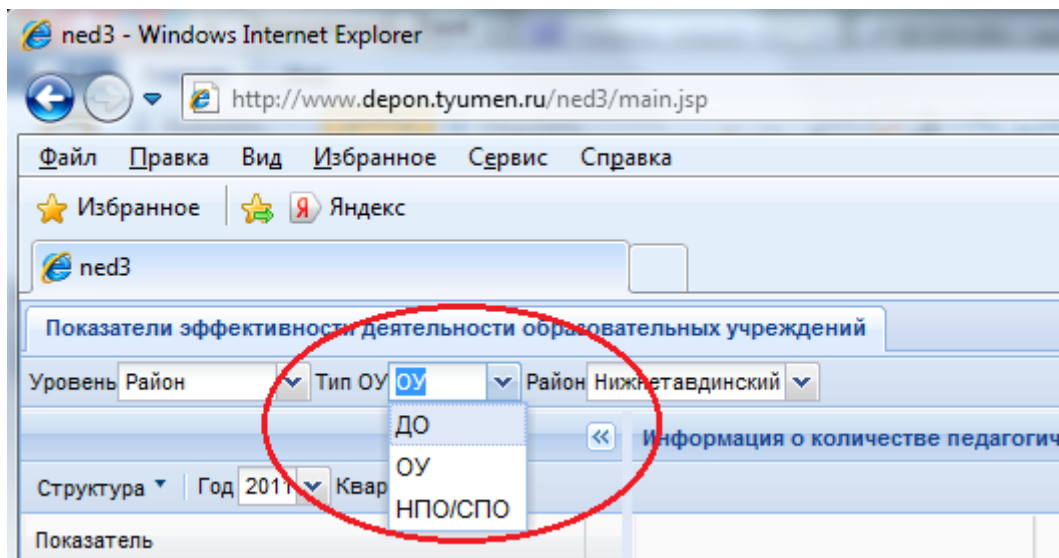 ned3 - Windows Internet Explorer
http://www.depon.tyumen.ru/ned3/main.jsp
Файл Правка Вид Избранное Сервис Справка
Избранное Яндекс
ned3
Показатели эффективности деятельности образовательных учреждений
Уровень Район Тип ОУ ОУ Район Нижнетавдинский
ДО
Информация о количестве
ОУ
Структура Год 2011
НПО/СПО
Показатель